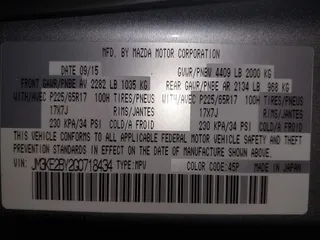 MFD. BY MAZDA MOTOR CORPORATION
DATE 09/15 GVWR/PNBV 4409 LB 2000 KG
FRONT GAWR/PNBE AV 2282 LB 1035 KG REAR GAWR/PNBE AR 2134 LB 968 KG
WITH/AVEC P225/65R17 100H TIRES/PNEUS WITH/AVEC P225/65R17 100H TIRES/PNEUS
17X7J RIMS/JANTES 17X7J RIMS/JANTES
230 KPA/34 PSI COLD/FROID 230 KPA/34 PSI COLD/FROID
THIS VEHICLE CONFORMS TO ALL APPLICABLE FEDERAL MOTOR VEHICLE SAFETY AND THEFT
PREVENTION STANDARDS IN EFFECT ON THE DATE OF MANUFACTURE SHOWN ABOVE.
VIN: JM3KE2BY2G0718434 TYPE: MPV COLOR CODE: 45P MADE IN JAPAN